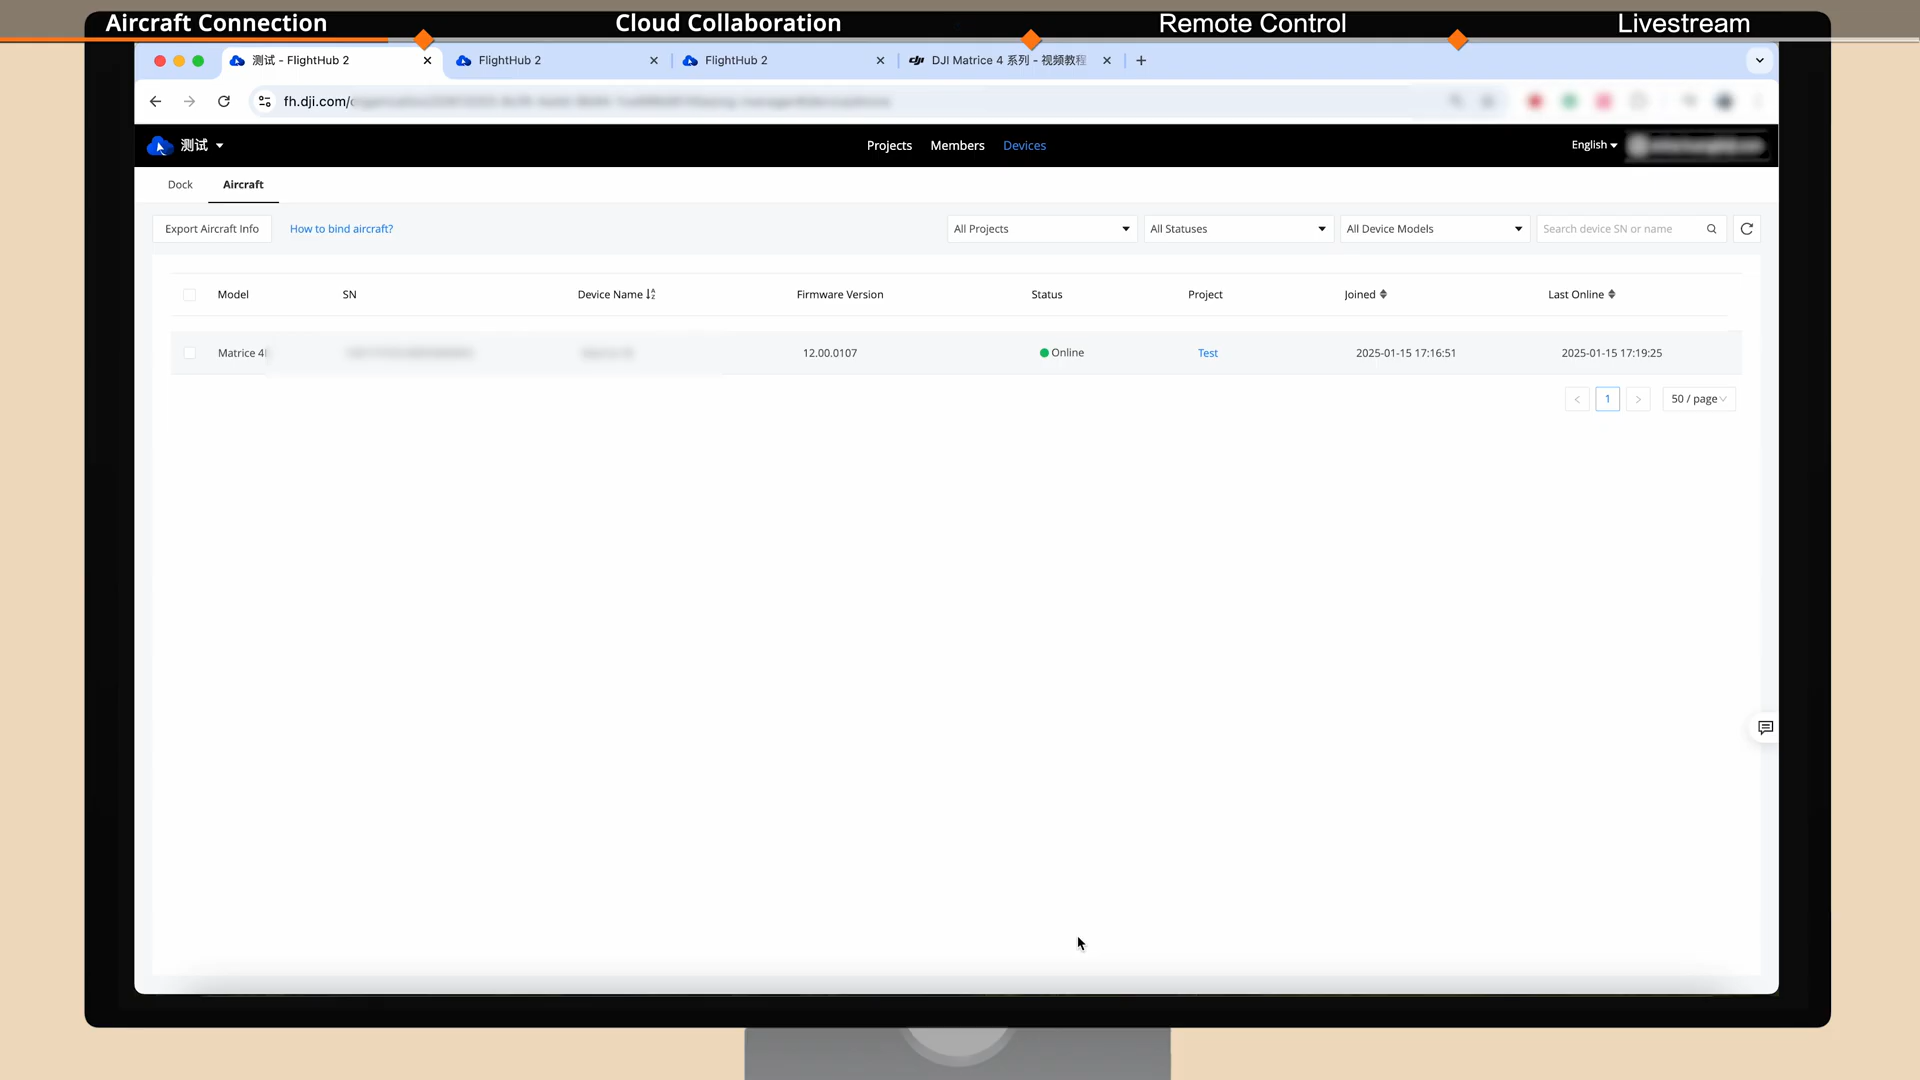 Aircraft Connection
Cloud Collaboration
Remote Control
Livestream
测试 - FlightHub 2
FlightHub 2
FlightHub 2
DJI Matrice 4 系列 - 视频教程
fh.dji.com/
测试
Projects
Members
Devices
English
Dock
Aircraft
Export Aircraft Info
How to bind aircraft?
All Projects
All Statuses
All Device Models
Search device SN or name
Model
SN
Device Name
Firmware Version
Status
Project
Joined
Last Online
Matrice 4
12.00.0107
Online
Test
2025-01-15 17:16:51
2025-01-15 17:19:25
1
50 / page